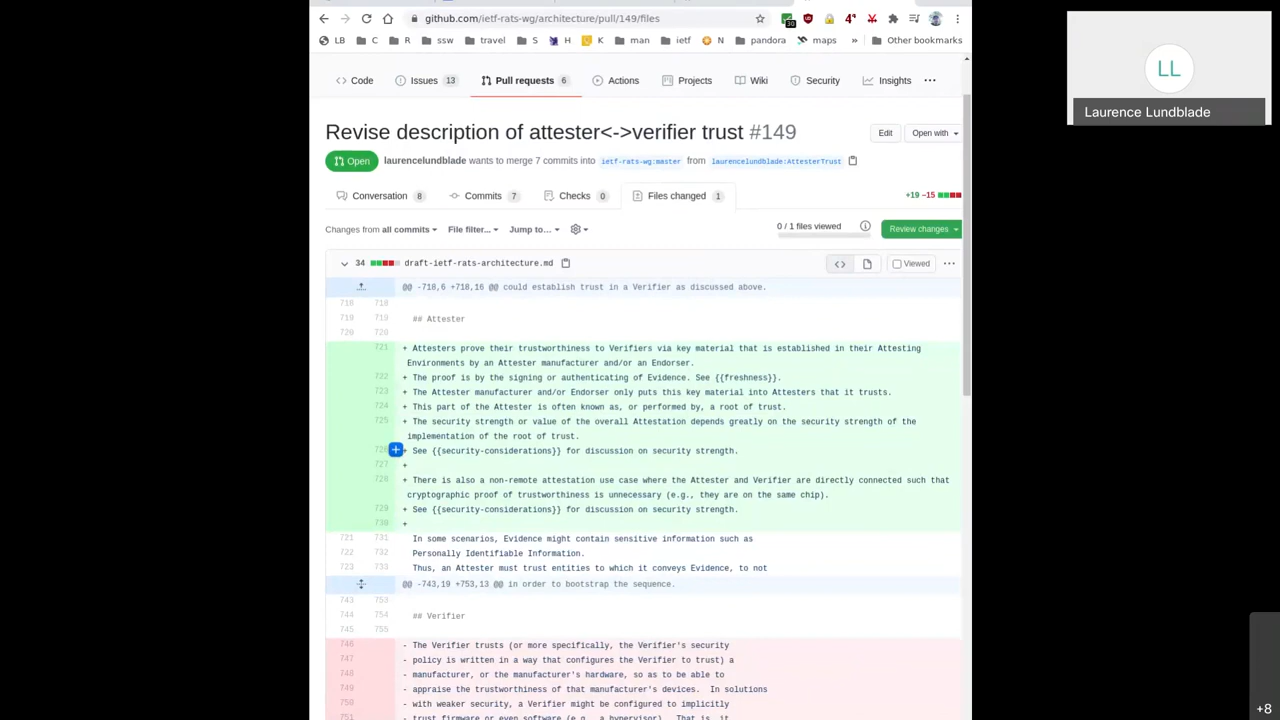 github.com/ietf-rats-wg/architecture/pull/149/files
LB C R ssw travel S H K man ietf N pandora maps » Other bookmarks
Code Issues 13 Pull requests 6 Actions Projects Wiki Security Insights
Revise description of attester<->verifier trust #149
Edit Open with
Open laurencelundblade wants to merge 7 commits into ietf-rats-wg:master from laurencelundblade:AttesterTrust
Conversation 8 Commits 7 Checks 0 Files changed 1 +19 −15
Changes from all commits File filter... Jump to... 0 / 1 files viewed Review changes
34 draft-ietf-rats-architecture.md <> Viewed
@@ -718,6 +718,16 @@ could establish trust in a Verifier as discussed above.
718 718
719 719 ## Attester
720 720
721 + Attesters prove their trustworthiness to Verifiers via key material that is established in their Attesting
Environments by an Attester manufacturer and/or an Endorser.
722 + The proof is by the signing or authenticating of Evidence. See {{freshness}}.
723 + The Attester manufacturer and/or Endorser only puts this key material into Attesters that it trusts.
724 + This part of the Attester is often known as, or performed by, a root of trust.
725 + The security strength or value of the overall Attestation depends greatly on the security strength of the
implementation of the root of trust.
726 + See {{security-considerations}} for discussion on security strength.
727 +
728 + There is also a non-remote attestation use case where the Attester and Verifier are directly connected such that
cryptographic proof of trustworthiness is unnecessary (e.g., they are on the same chip).
729 + See {{security-considerations}} for discussion on security strength.
730 +
721 731 In some scenarios, Evidence might contain sensitive information such as
722 732 Personally Identifiable Information.
723 733 Thus, an Attester must trust entities to which it conveys Evidence, to not
@@ -743,19 +753,13 @@ in order to bootstrap the sequence.
743 753
744 754 ## Verifier
745 755
746 - The Verifier trusts (or more specifically, the Verifier's security
747 - policy is written in a way that configures the Verifier to trust) a
748 - manufacturer, or the manufacturer's hardware, so as to be able to
749 - appraise the trustworthiness of that manufacturer's devices. In solutions
750 - with weaker security, a Verifier might be configured to implicitly
751 - trust firmware or even software (e.g., a hypervisor). That is, it
LL
Laurence Lundblade
+8